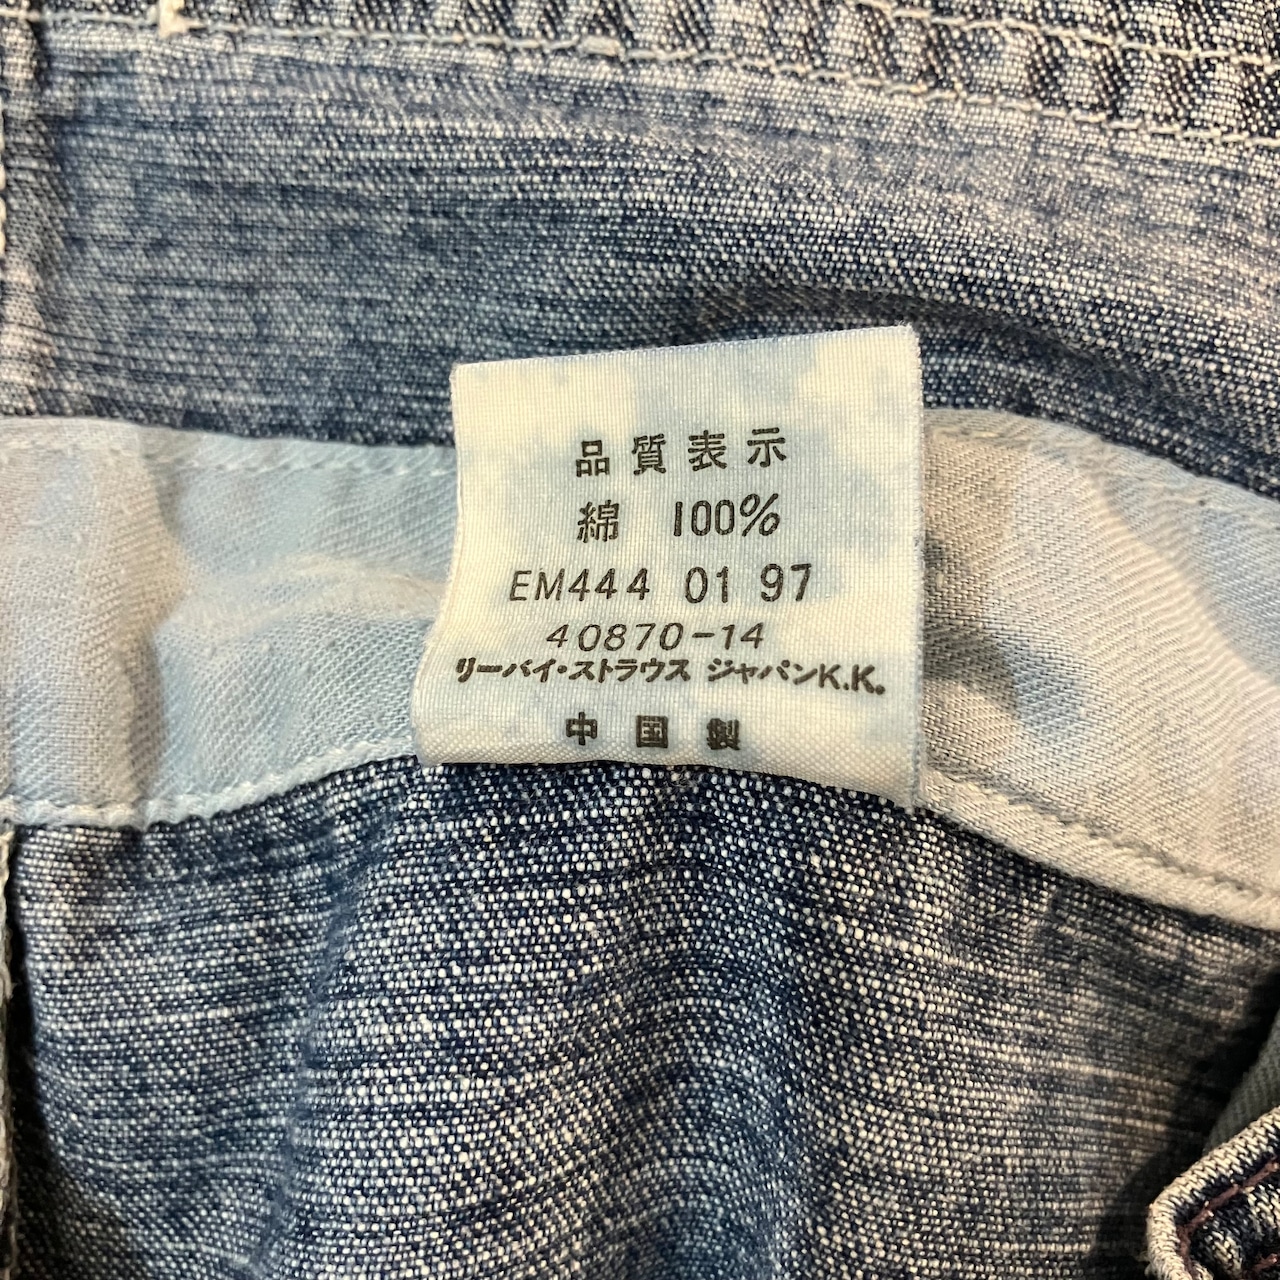 品質表示
綿 100%
EM444 01 97
40870-14
リーバイ・ストラウス ジャパンK.K.
中国製